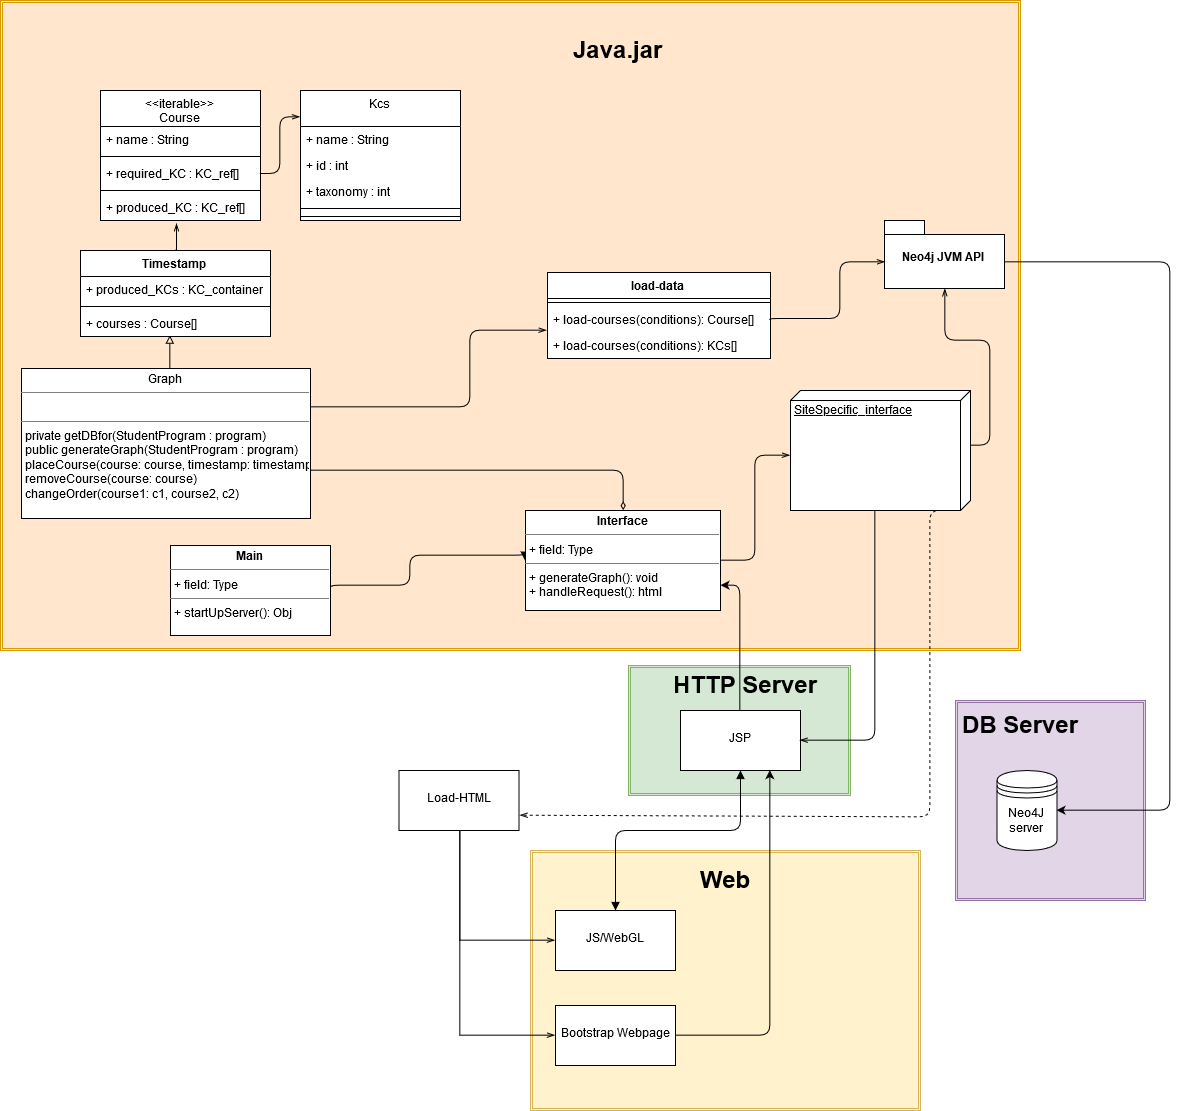 Java.jar
<<iterable>>
Course
+ name : String
+ required_KC : KC_ref[]
+ produced_KC : KC_ref[]
Kcs
+ name : String
+ id : int
+ taxonomy : int
Timestamp
+ produced_KCs : KC_container
+ courses : Course[]
Neo4j JVM API
load-data
+ load-courses(conditions): Course[]
+ load-courses(conditions): KCs[]
Graph
private getDBfor(StudentProgram : program)
public generateGraph(StudentProgram : program)
placeCourse(course: course, timestamp: timestamp
removeCourse(course: course)
changeOrder(course1: c1, course2, c2)
SiteSpecific_interface
Interface
+ field: Type
+ generateGraph(): void
+ handleRequest(): html
Main
+ field: Type
+ startUpServer(): Obj
HTTP Server
JSP
DB Server
Neo4J
server
Load-HTML
Web
JS/WebGL
Bootstrap Webpage